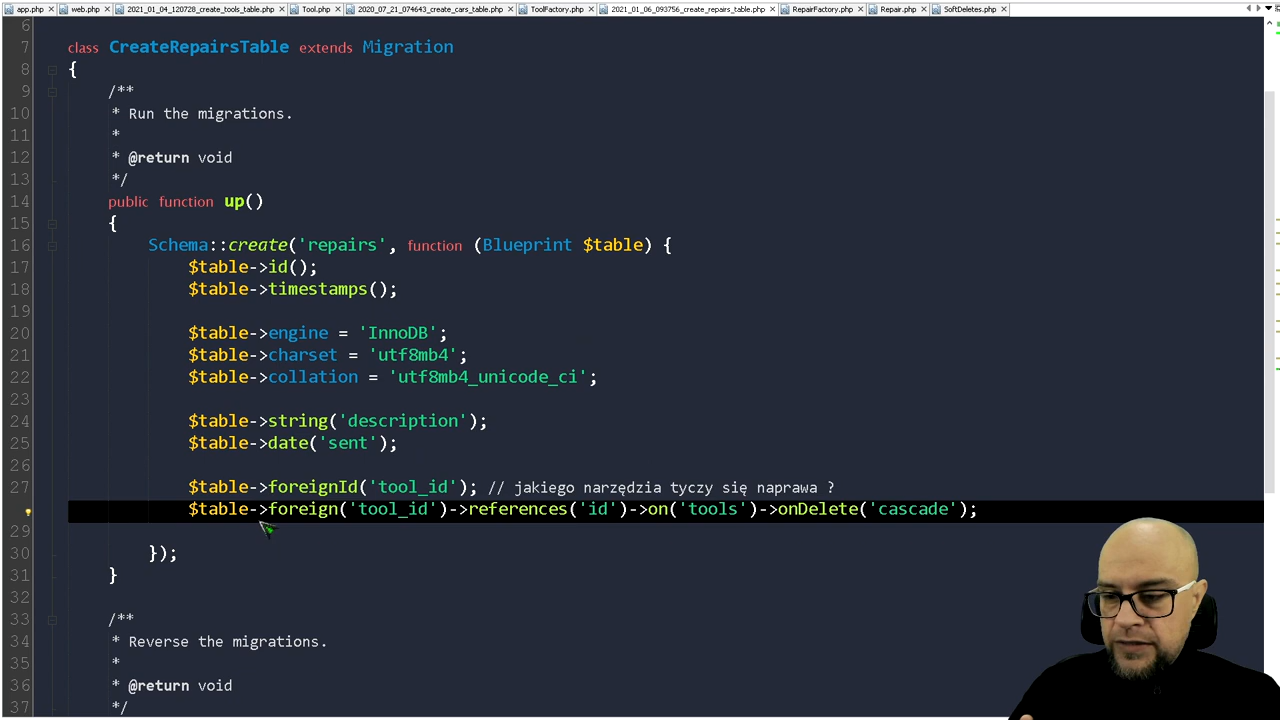 app.php web.php 2021_01_04_120728_create_tools_table.php Tool.php 2020_07_21_074643_create_cars_table.php ToolFactory.php 2021_01_06_093756_create_repairs_table.php RepairFactory.php Repair.php SoftDeletes.php
6
7 class CreateRepairsTable extends Migration
8 {
9 /**
10 * Run the migrations.
11 *
12 * @return void
13 */
14 public function up()
15 {
16 Schema::create('repairs', function (Blueprint $table) {
17 $table->id();
18 $table->timestamps();
19
20 $table->engine = 'InnoDB';
21 $table->charset = 'utf8mb4';
22 $table->collation = 'utf8mb4_unicode_ci';
23
24 $table->string('description');
25 $table->date('sent');
26
27 $table->foreignId('tool_id'); // jakiego narzędzia tyczy się naprawa ?
$table->foreign('tool_id')->references('id')->on('tools')->onDelete('cascade');
29
30 });
31 }
32
33 /**
34 * Reverse the migrations.
35 *
36 * @return void
37 */